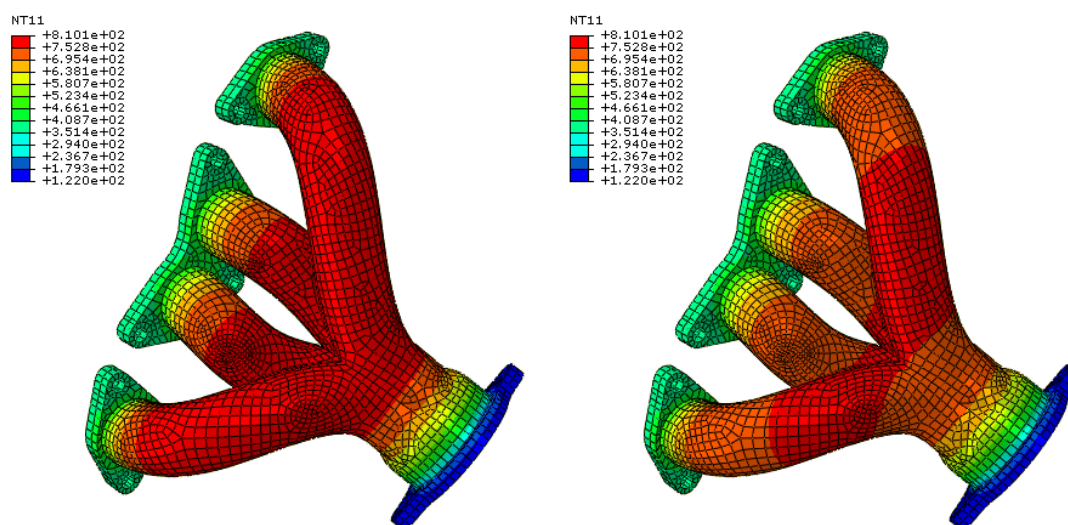 NT11
+8.101e+02
+7.528e+02
+6.954e+02
+6.381e+02
+5.807e+02
+5.234e+02
+4.661e+02
+4.087e+02
+3.514e+02
+2.940e+02
+2.367e+02
+1.793e+02
+1.220e+02
NT11
+8.101e+02
+7.528e+02
+6.954e+02
+6.381e+02
+5.807e+02
+5.234e+02
+4.661e+02
+4.087e+02
+3.514e+02
+2.940e+02
+2.367e+02
+1.793e+02
+1.220e+02